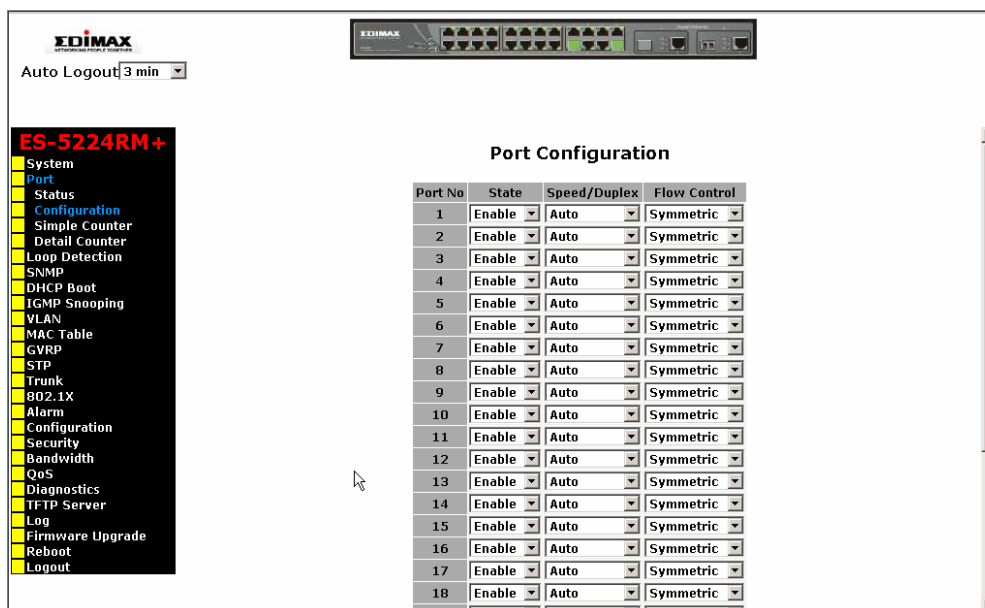 EDIMAX
NETWORKING PEOPLE TOGETHER
EDIMAX
Auto Logout 3 min
ES-5224RM+
System
Port
Status
Configuration
Simple Counter
Detail Counter
Loop Detection
SNMP
DHCP Boot
IGMP Snooping
VLAN
MAC Table
GVRP
STP
Trunk
802.1X
Alarm
Configuration
Security
Bandwidth
QoS
Diagnostics
TFTP Server
Log
Firmware Upgrade
Reboot
Logout
Port Configuration
Port No State Speed/Duplex Flow Control
1 Enable Auto Symmetric
2 Enable Auto Symmetric
3 Enable Auto Symmetric
4 Enable Auto Symmetric
5 Enable Auto Symmetric
6 Enable Auto Symmetric
7 Enable Auto Symmetric
8 Enable Auto Symmetric
9 Enable Auto Symmetric
10 Enable Auto Symmetric
11 Enable Auto Symmetric
12 Enable Auto Symmetric
13 Enable Auto Symmetric
14 Enable Auto Symmetric
15 Enable Auto Symmetric
16 Enable Auto Symmetric
17 Enable Auto Symmetric
18 Enable Auto Symmetric